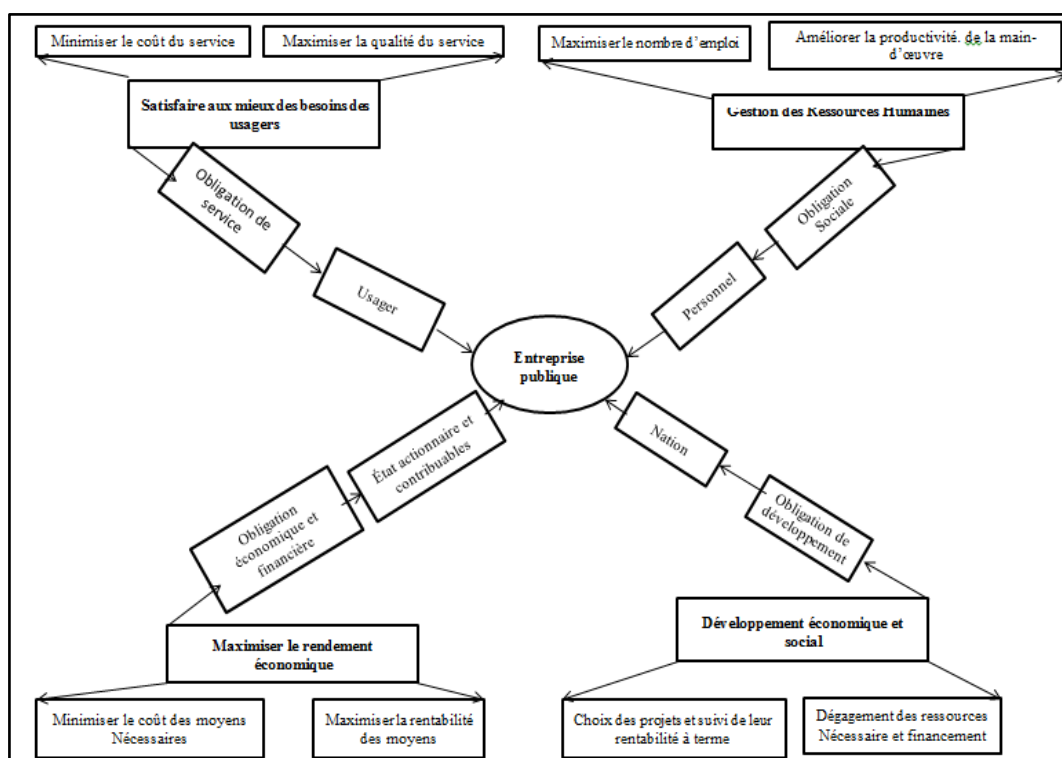 Minimiser le coût du service
Maximiser la qualité du service
Maximiser le nombre d'emploi
Améliorer la productivité. de la main-
d'œuvre
Satisfaire aux mieux des besoins des
usagers
Gestion des Ressources Humaines
Obligation de
service
Obligation
Sociale
Usager
Personnel
Entreprise
publique
État actionnaire et
contribuables
Nation
Obligation
économique et
financière
Obligation de
développement
Maximiser le rendement
économique
Développement économique et
social
Minimiser le coût des moyens
Nécessaires
Maximiser la rentabilité
des moyens
Choix des projets et suivi de leur
rentabilité à terme
Dégagement des ressources
Nécessaire et financement